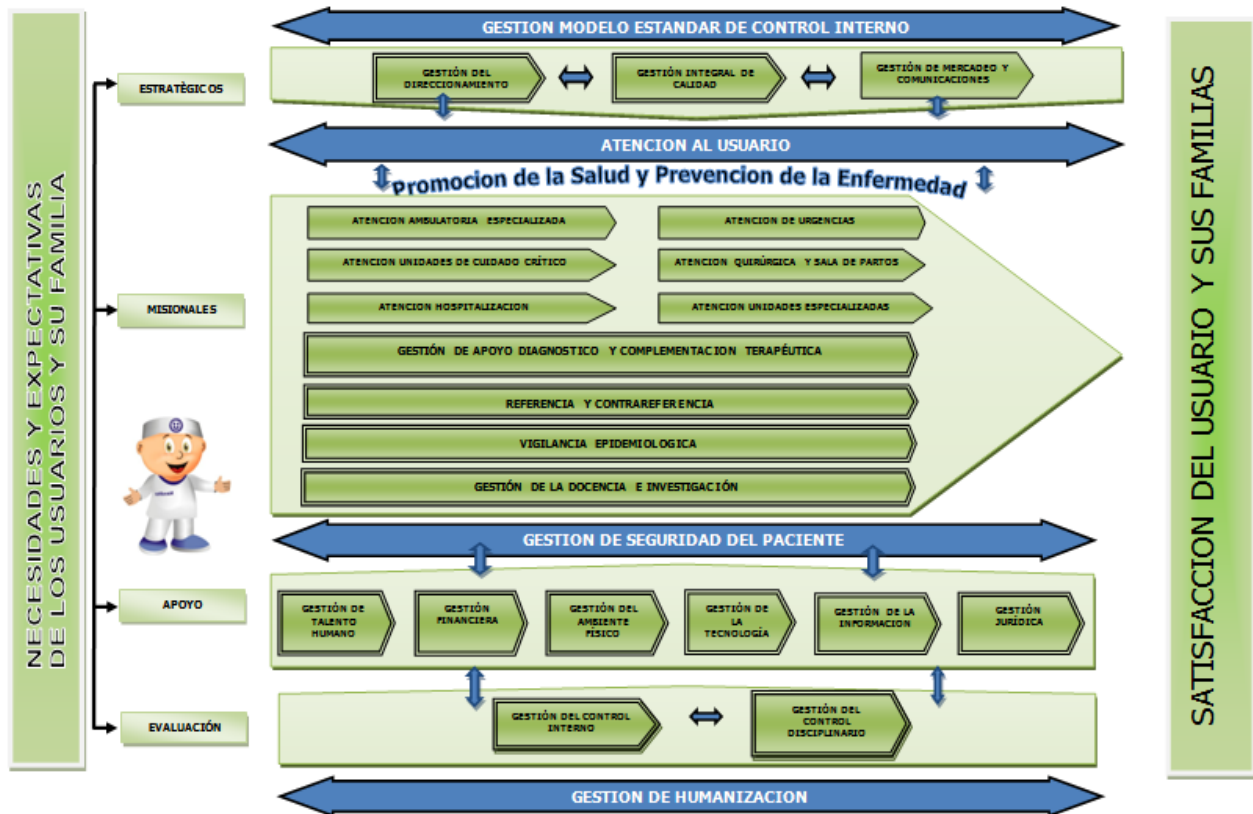 NECESIDADES Y EXPECTATIVAS
DE LOS USUARIOS Y SU FAMILIA
GESTION MODELO ESTANDAR DE CONTROL INTERNO
ESTRATÈGICOS
GESTIÓN DEL
DIRECCIONAMIENTO
GESTIÓN INTEGRAL DE
CALIDAD
GESTIÓN DE MERCADEO Y
COMUNICACIONES
ATENCION AL USUARIO
Promocion de la Salud y Prevencion de la Enfermedad
MISIONALES
ATENCION AMBULATORIA ESPECIALIZADA
ATENCION DE URGENCIAS
ATENCION UNIDADES DE CUIDADO CRÍTICO
ATENCION QUIRÚRGICA Y SALA DE PARTOS
ATENCION HOSPITALIZACION
ATENCION UNIDADES ESPECIALIZADAS
GESTIÓN DE APOYO DIAGNOSTICO Y COMPLEMENTACION TERAPÉUTICA
REFERENCIA Y CONTRAREFERENCIA
VIGILANCIA EPIDEMIOLOGICA
GESTIÓN DE LA DOCENCIA E INVESTIGACIÓN
GESTION DE SEGURIDAD DEL PACIENTE
APOYO
GESTIÓN DE
TALENTO
HUMANO
GESTIÓN
FINANCIERA
GESTIÓN DEL
AMBIENTE
FÍSICO
GESTIÓN DE
LA
TECNOLOGÍA
GESTIÓN DE LA
INFORMACION
GESTIÓN
JURÍDICA
EVALUACIÓN
GESTIÓN DEL CONTROL
INTERNO
GESTIÓN DEL
CONTROL
DISCIPLINARIO
GESTION DE HUMANIZACION
SATISFACCION DEL USUARIO Y SUS FAMILIAS